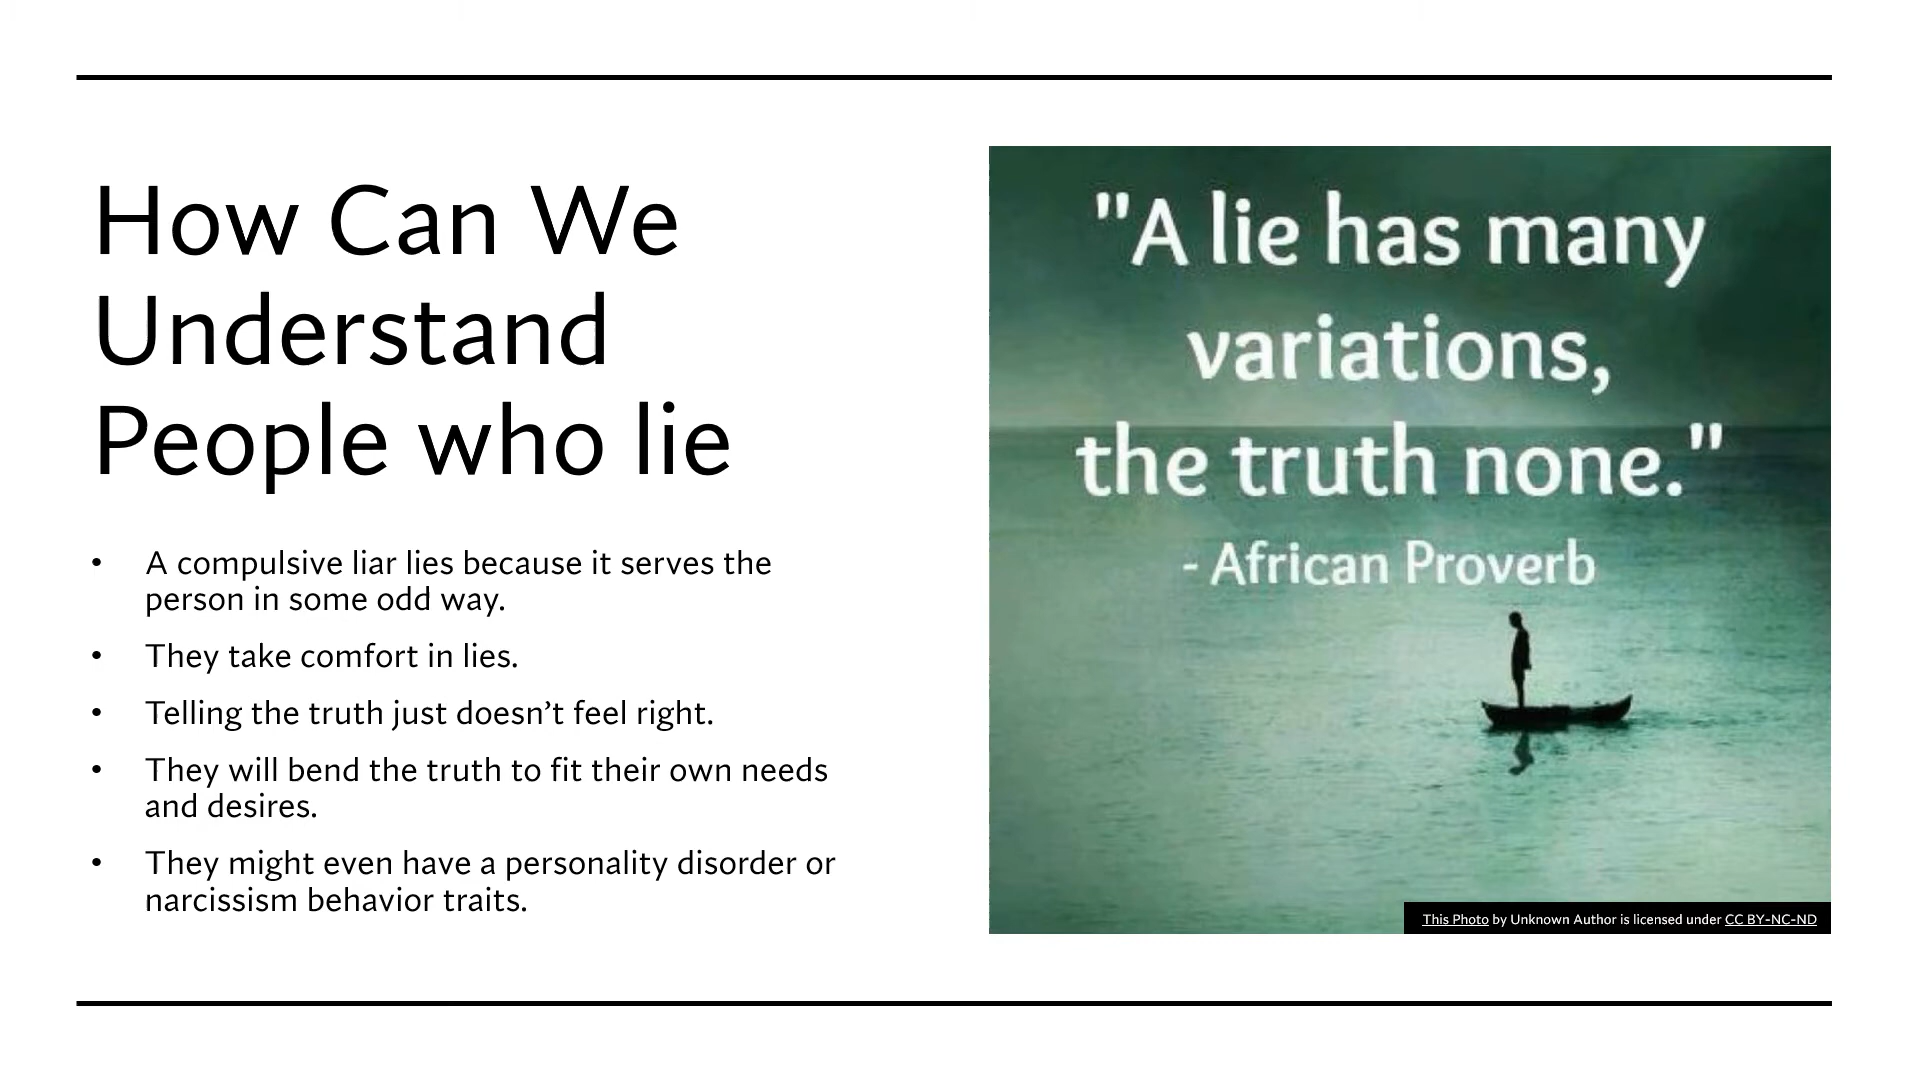 How Can We
Understand
People who lie
• A compulsive liar lies because it serves the
person in some odd way.
• They take comfort in lies.
• Telling the truth just doesn’t feel right.
• They will bend the truth to fit their own needs
and desires.
• They might even have a personality disorder or
narcissism behavior traits.
"A lie has many
variations,
the truth none."
- African Proverb
This Photo by Unknown Author is licensed under CC BY-NC-ND